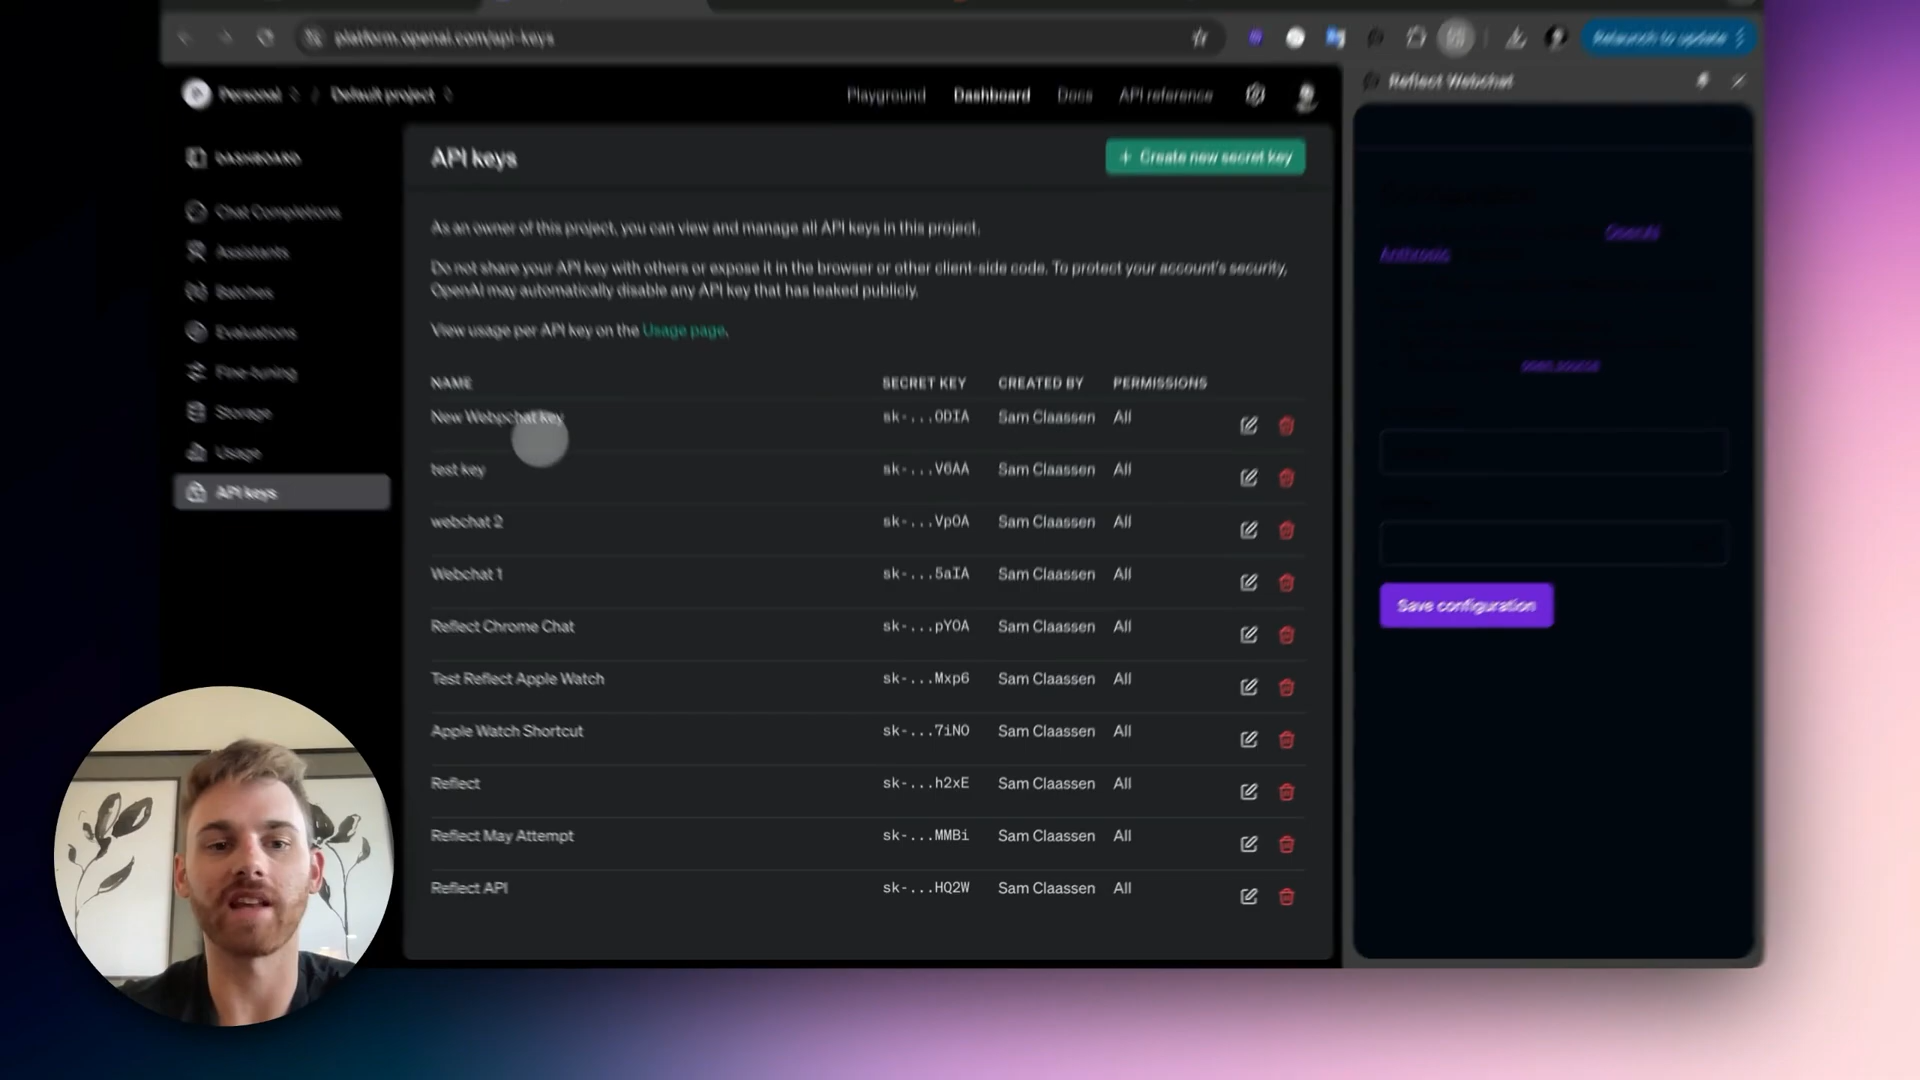 platform.openai.com/api-keys
Relaunch to update
Personal / Default project
Playground Dashboard Docs API reference
Reflect Webchat
DASHBOARD
Chat Completions
Assistants
Batches
Evaluations
Fine-tuning
Storage
Usage
API keys
API keys
+ Create new secret key
As an owner of this project, you can view and manage all API keys in this project.
Do not share your API key with others or expose it in the browser or other client-side code. To protect your account's security,
OpenAI may automatically disable any API key that has leaked publicly.
View usage per API key on the Usage page.
NAME SECRET KEY CREATED BY PERMISSIONS
New Webpchat key sk-...ODIA Sam Claassen All
test key sk-...V6AA Sam Claassen All
webchat 2 sk-...VpOA Sam Claassen All
Webchat 1 sk-...5aIA Sam Claassen All
Reflect Chrome Chat sk-...pYOA Sam Claassen All
Test Reflect Apple Watch sk-...Mxp6 Sam Claassen All
Apple Watch Shortcut sk-...7iNO Sam Claassen All
Reflect sk-...h2xE Sam Claassen All
Reflect May Attempt sk-...MMBi Sam Claassen All
Reflect API sk-...HQ2W Sam Claassen All
OpenAI
Anthropic
open source
Save configuration